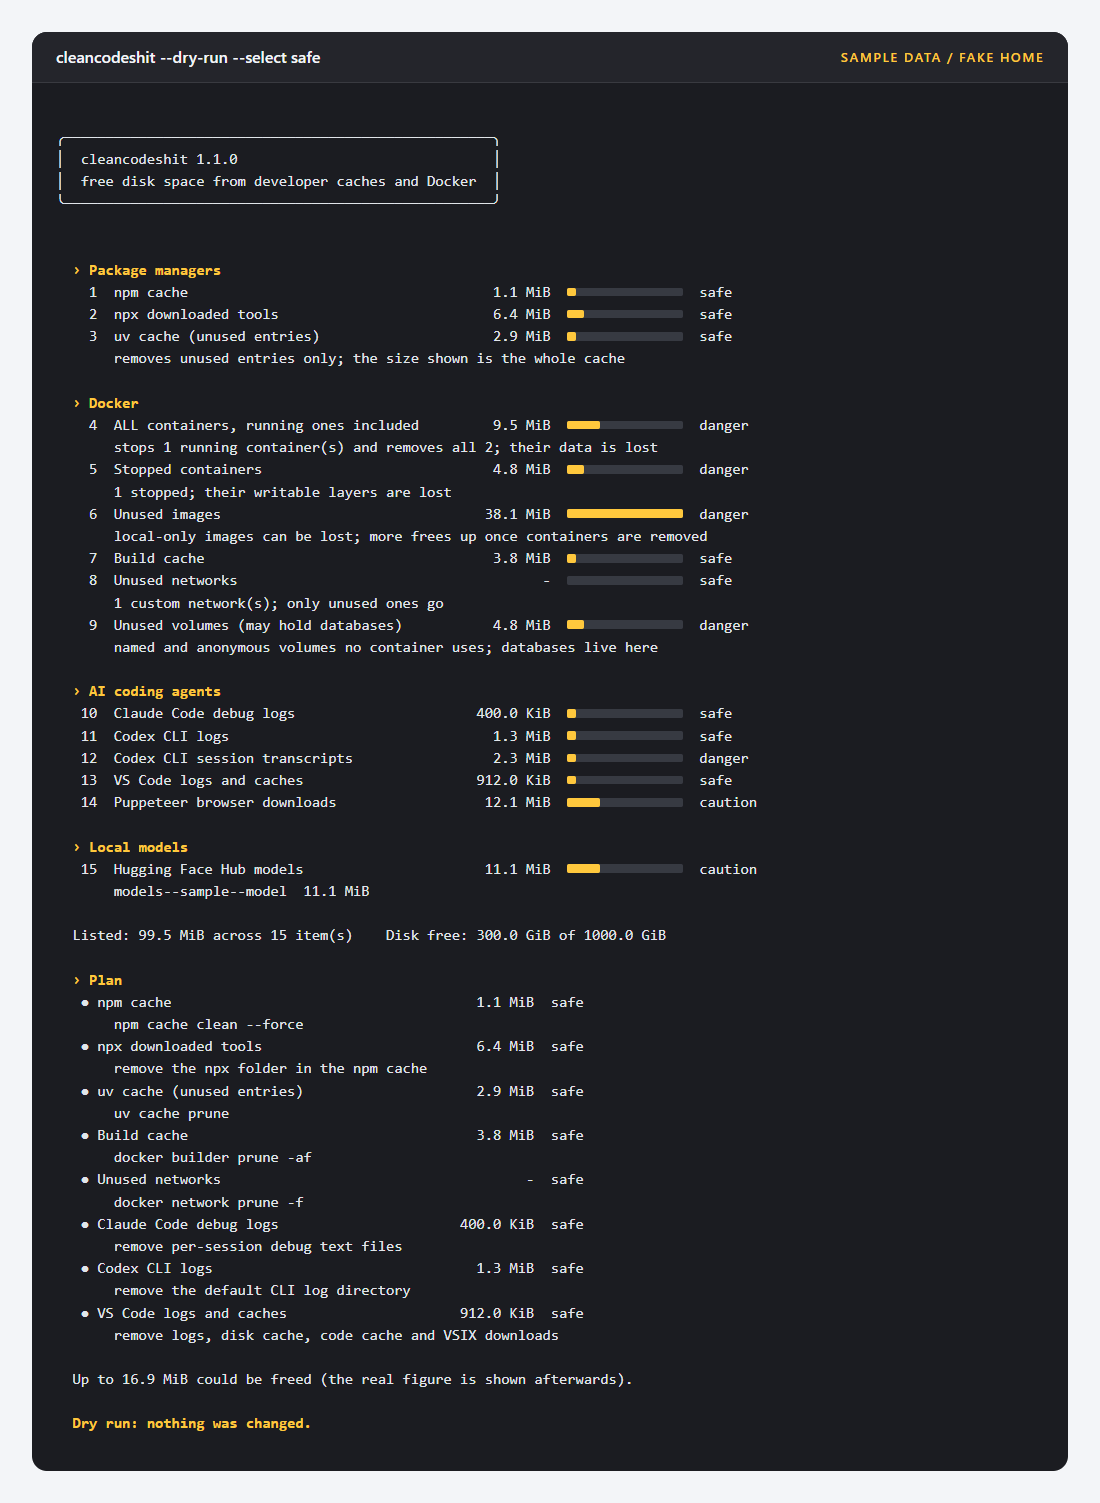 cleancodeshit --dry-run --select safe
SAMPLE DATA / FAKE HOME
cleancodeshit 1.1.0
free disk space from developer caches and Docker
› Package managers
1 npm cache 1.1 MiB safe
2 npx downloaded tools 6.4 MiB safe
3 uv cache (unused entries) 2.9 MiB safe
removes unused entries only; the size shown is the whole cache
› Docker
4 ALL containers, running ones included 9.5 MiB danger
stops 1 running container(s) and removes all 2; their data is lost
5 Stopped containers 4.8 MiB danger
1 stopped; their writable layers are lost
6 Unused images 38.1 MiB danger
local-only images can be lost; more frees up once containers are removed
7 Build cache 3.8 MiB safe
8 Unused networks - safe
1 custom network(s); only unused ones go
9 Unused volumes (may hold databases) 4.8 MiB danger
named and anonymous volumes no container uses; databases live here
› AI coding agents
10 Claude Code debug logs 400.0 KiB safe
11 Codex CLI logs 1.3 MiB safe
12 Codex CLI session transcripts 2.3 MiB danger
13 VS Code logs and caches 912.0 KiB safe
14 Puppeteer browser downloads 12.1 MiB caution
› Local models
15 Hugging Face Hub models 11.1 MiB caution
models--sample--model 11.1 MiB
Listed: 99.5 MiB across 15 item(s) Disk free: 300.0 GiB of 1000.0 GiB
› Plan
● npm cache 1.1 MiB safe
npm cache clean --force
● npx downloaded tools 6.4 MiB safe
remove the npx folder in the npm cache
● uv cache (unused entries) 2.9 MiB safe
uv cache prune
● Build cache 3.8 MiB safe
docker builder prune -af
● Unused networks - safe
docker network prune -f
● Claude Code debug logs 400.0 KiB safe
remove per-session debug text files
● Codex CLI logs 1.3 MiB safe
remove the default CLI log directory
● VS Code logs and caches 912.0 KiB safe
remove logs, disk cache, code cache and VSIX downloads
Up to 16.9 MiB could be freed (the real figure is shown afterwards).
Dry run: nothing was changed.